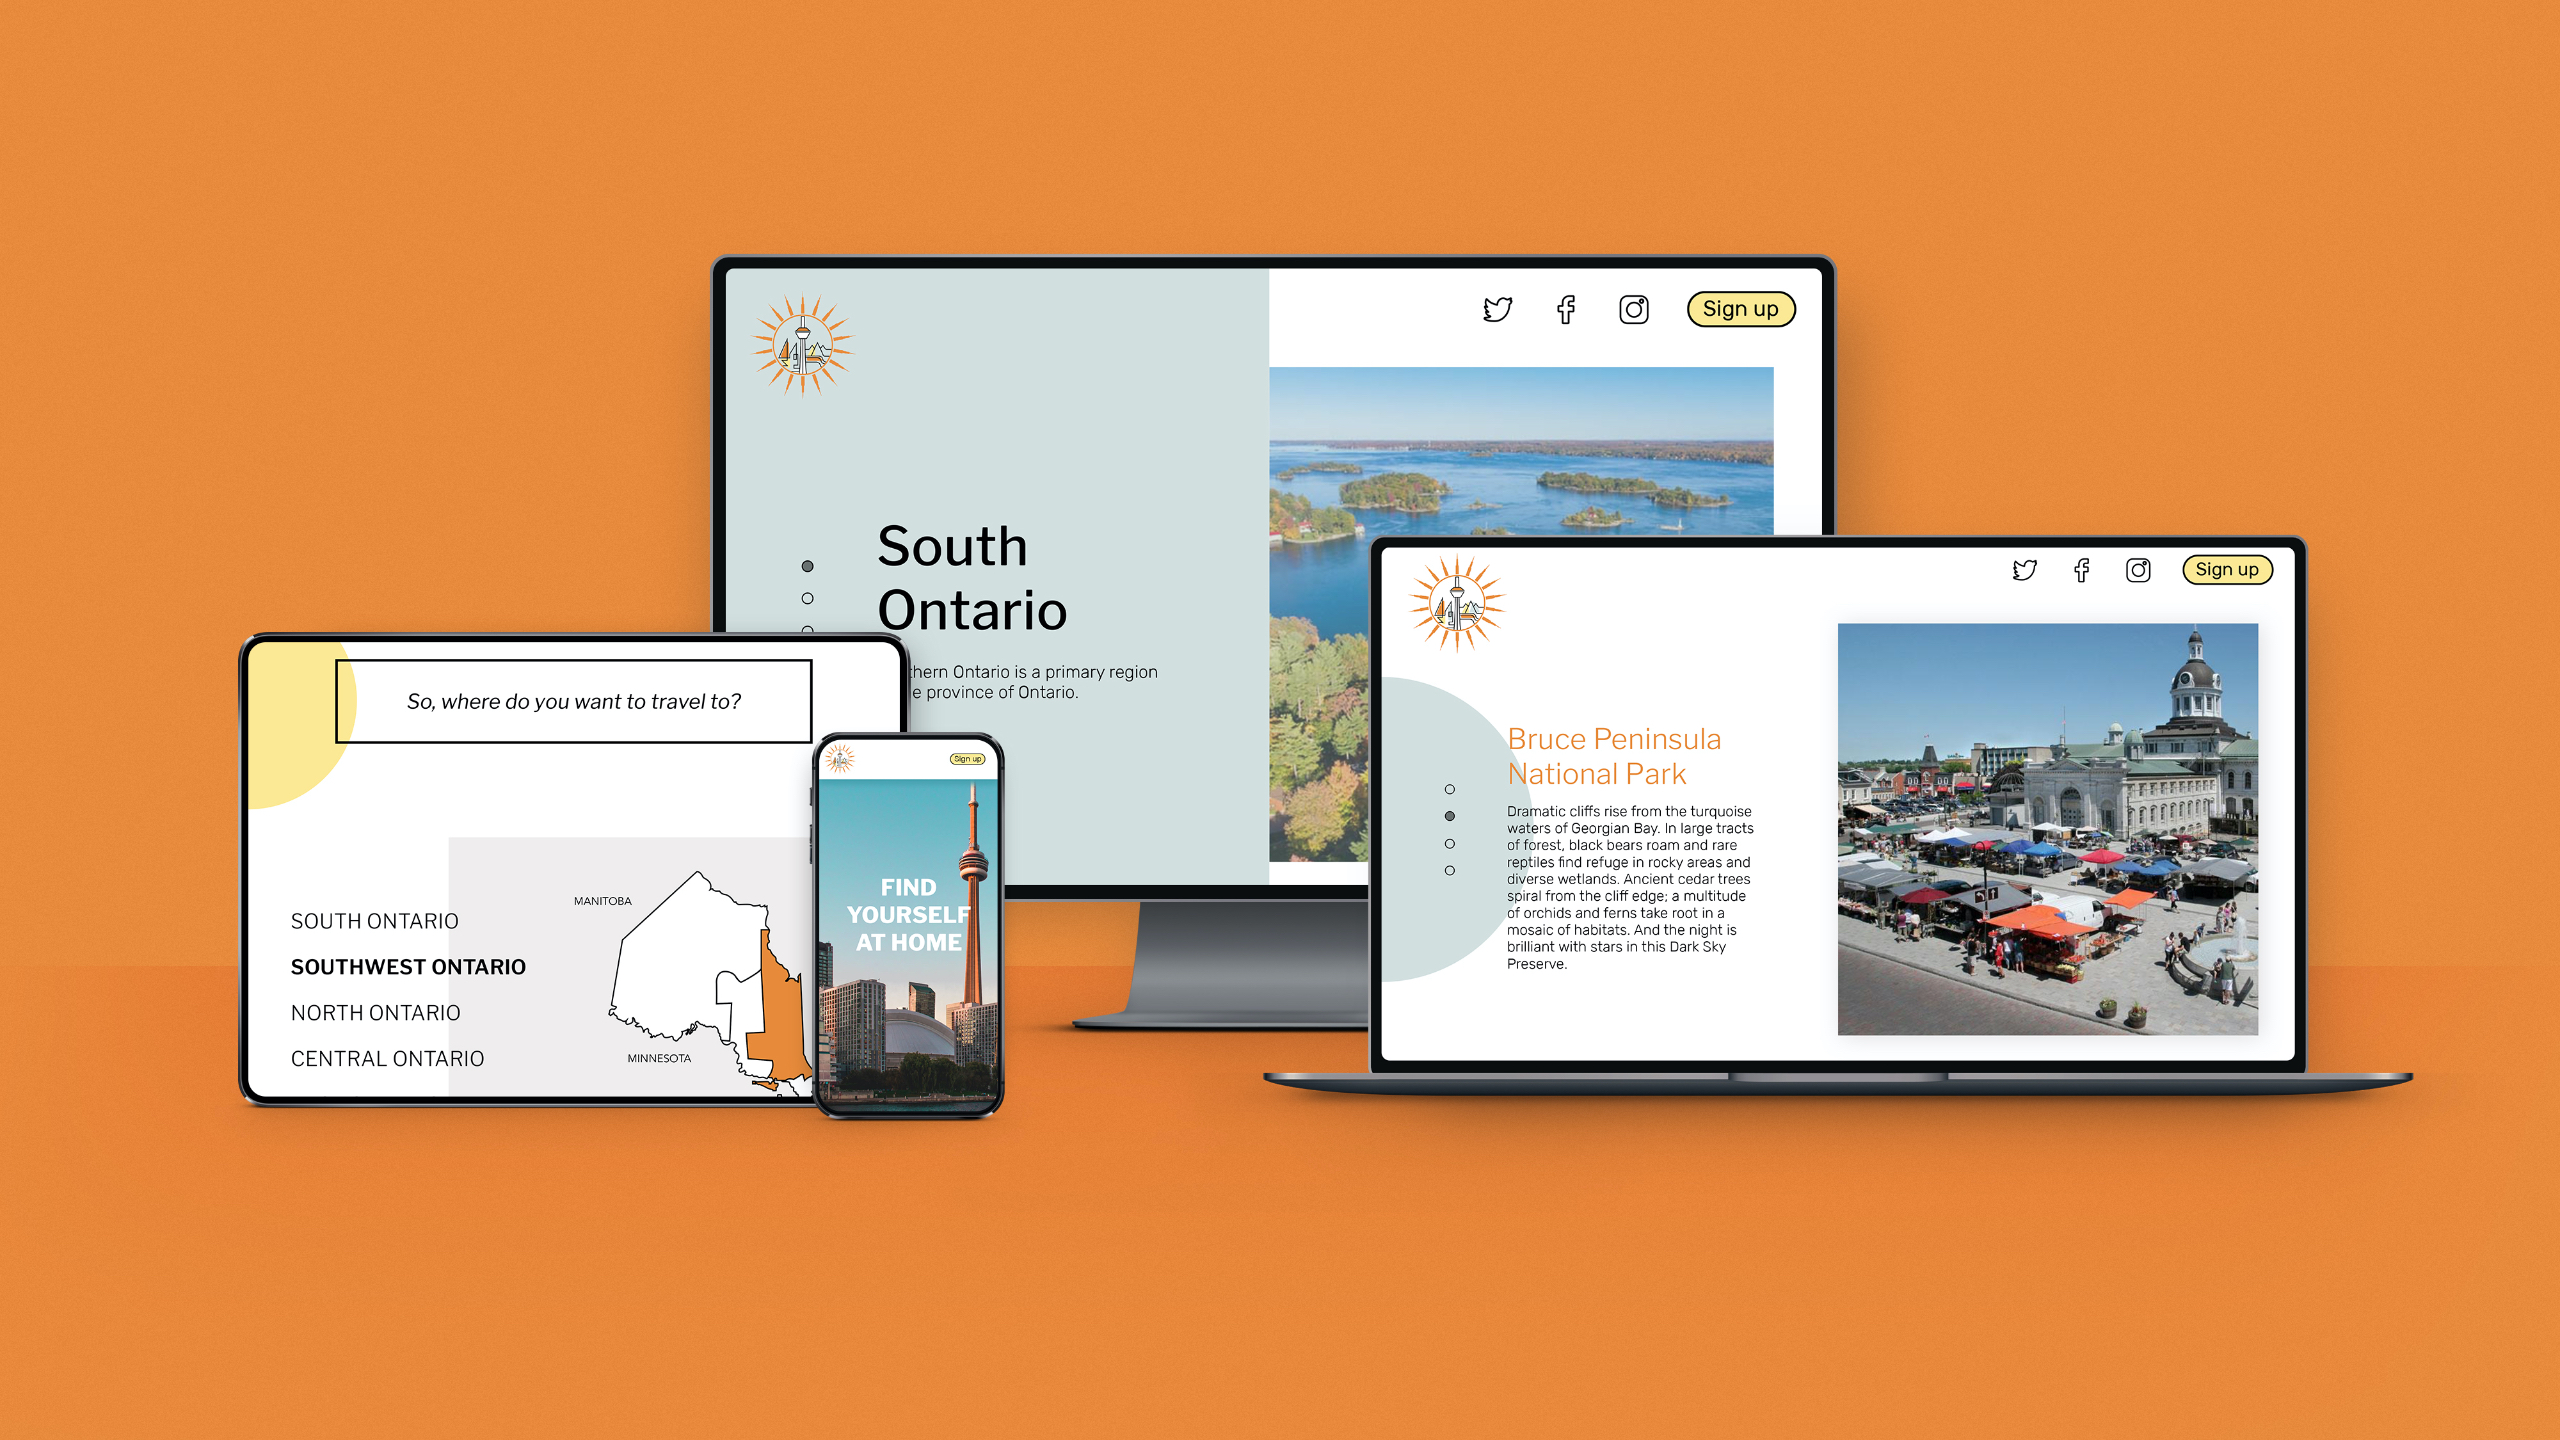 Sign up
South
Ontario
Ontario is a primary region
province of Ontario.
So, where do you want to travel to?
MANITOBA
SOUTH ONTARIO
SOUTHWEST ONTARIO
NORTH ONTARIO
CENTRAL ONTARIO
MINNESOTA
Sign up
FIND
YOURSELF
AT HOME
Sign up
Bruce Peninsula
National Park
Dramatic cliffs rise from the turquoise
waters of Georgian Bay. In large tracts
of forest, black bears roam and rare
reptiles find refuge in rocky areas and
diverse wetlands. Ancient cedar trees
spiral from the cliff edge; a multitude
of orchids and ferns take root in a
mosaic of habitats. And the night is
brilliant with stars in this Dark Sky
Preserve.